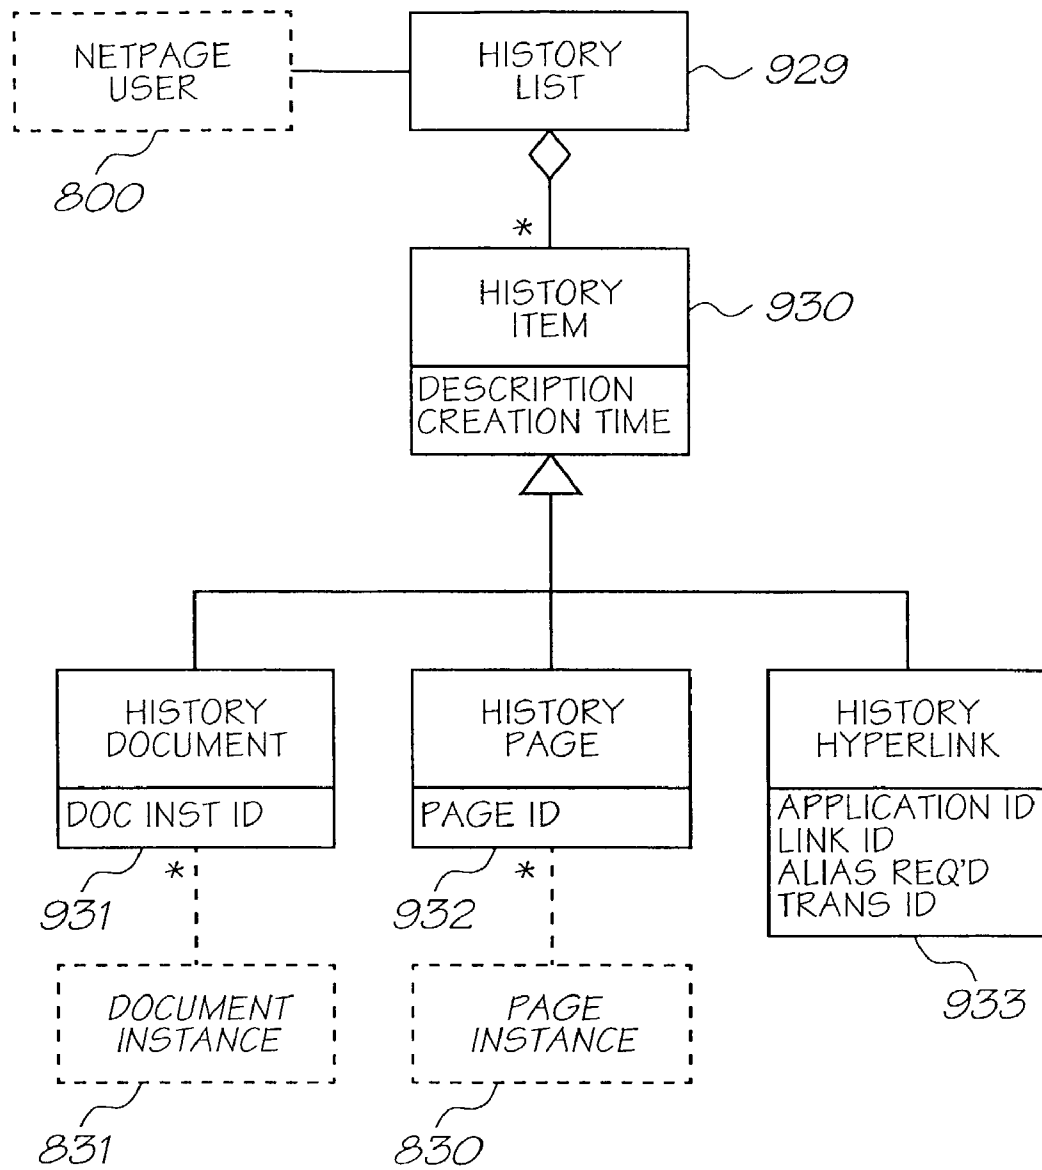 NETPAGE
USER
800
HISTORY
LIST
929
*
HISTORY
ITEM
930
DESCRIPTION
CREATION TIME
HISTORY
DOCUMENT
DOC INST ID
931
*
HISTORY
PAGE
PAGE ID
932
*
HISTORY
HYPERLINK
APPLICATION ID
LINK ID
ALIAS REQ'D
TRANS ID
933
DOCUMENT
INSTANCE
831
PAGE
INSTANCE
830